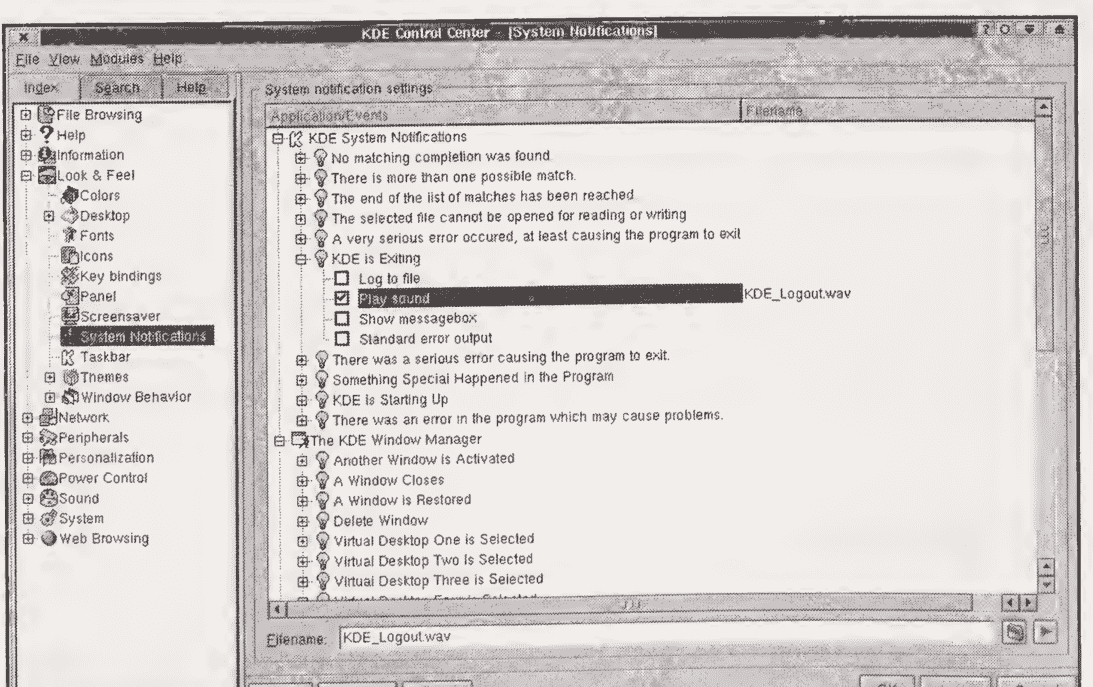 KDE Control Center - [System Notifications]
File View Modules Help
Index Search Help
File Browsing
Help
Information
Look & Feel
Colors
Desktop
Fonts
Icons
Key bindings
Panel
Screensaver
System Notifications
Taskbar
Themes
Window Behavior
Network
Peripherals
Personalization
Power Control
Sound
System
Web Browsing
System notification settings
Application/Events Filename
KDE System Notifications
No matching completion was found
There is more than one possible match.
The end of the list of matches has been reached
The selected file cannot be opened for reading or writing
A very serious error occured, at least causing the program to exit
KDE is Exiting
Log to file
Play sound KDE_Logout.wav
Show messagebox
Standard error output
There was a serious error causing the program to exit.
Something Special Happened in the Program
KDE is Starting Up
There was an error in the program which may cause problems.
The KDE Window Manager
Another Window is Activated
A Window Closes
A Window is Restored
Delete Window
Virtual Desktop One is Selected
Virtual Desktop Two is Selected
Virtual Desktop Three is Selected
Virtual Desktop Four is Selected
Filename: KDE_Logout.wav